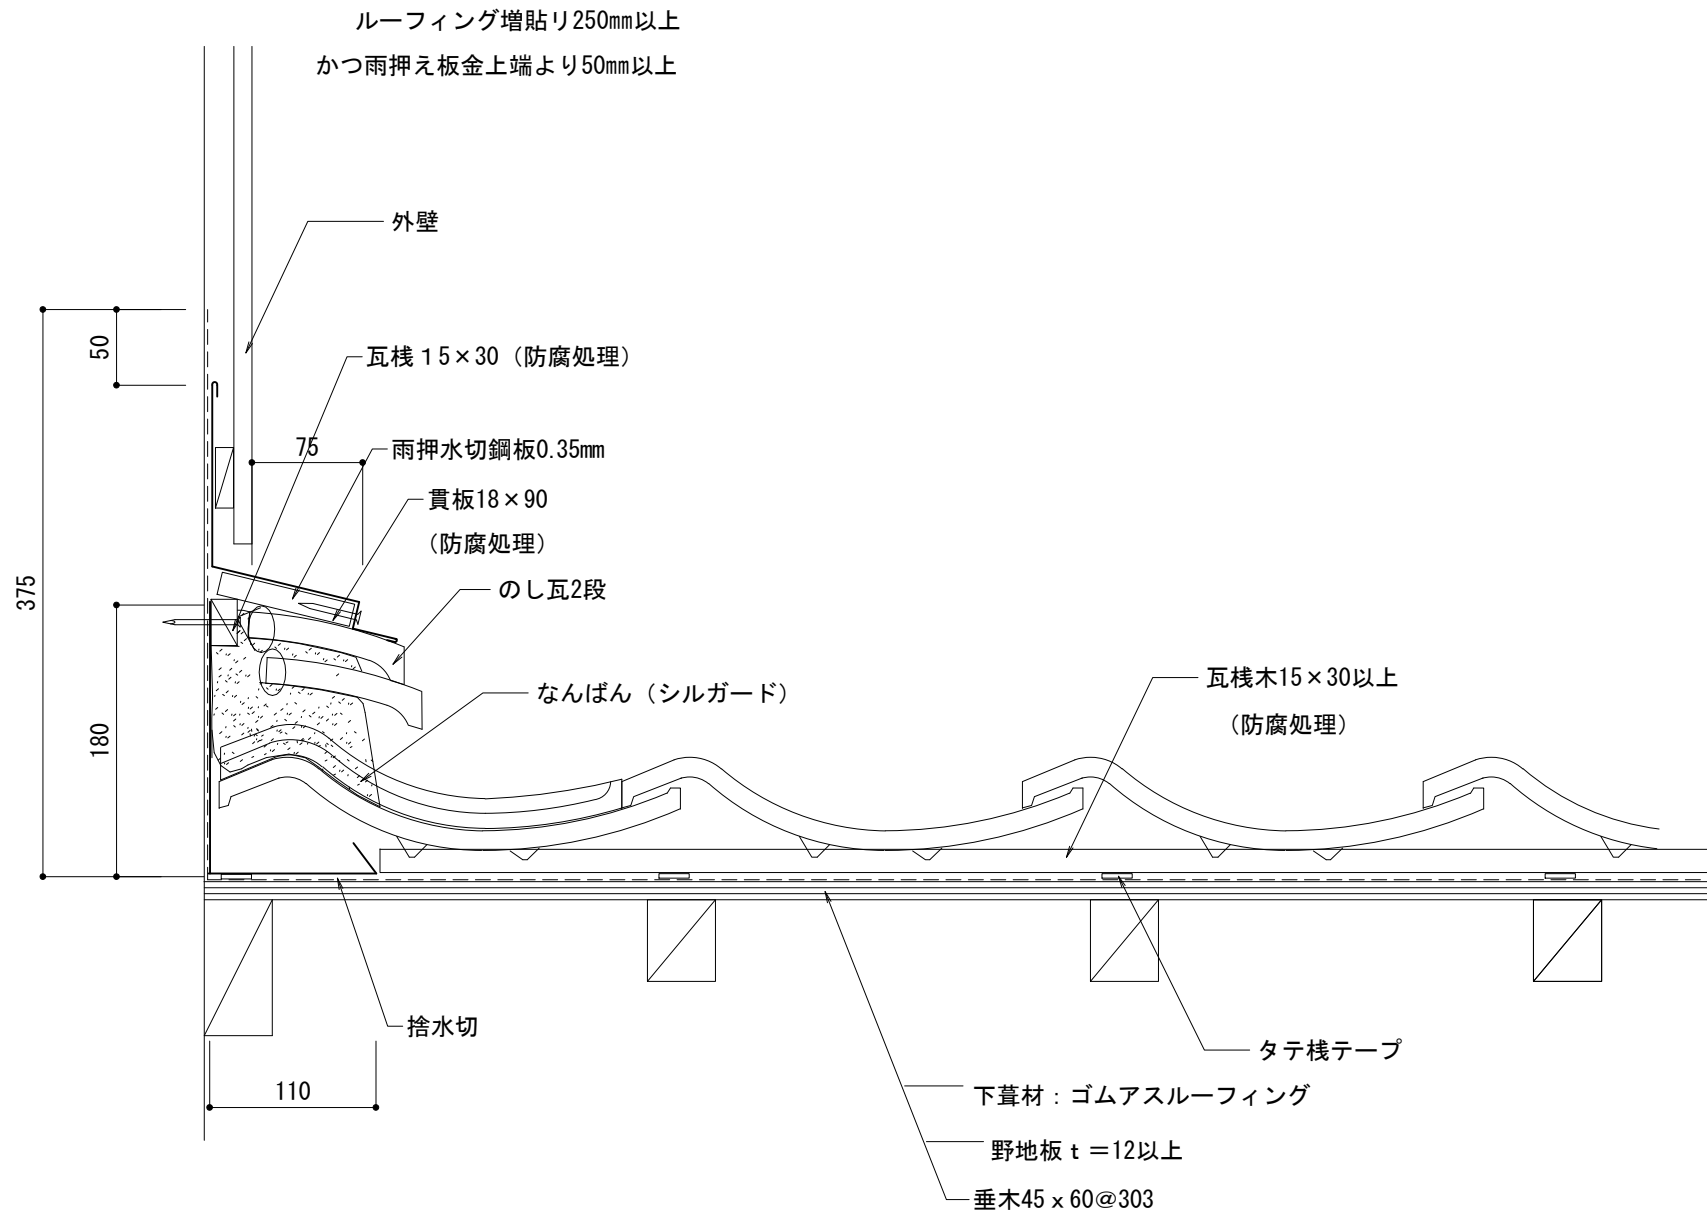 ルーフィング増貼リ250mm以上
かつ雨押え板金上端より50mm以上
外壁
50
瓦桟１5×30（防腐処理）
75
雨押水切鋼板0.35mm
貫板18×90
（防腐処理）
375
のし瓦2段
180
なんばん（シルガード）
瓦桟木15×30以上
（防腐処理）
捨水切
タテ桟テープ
110
下葺材：ゴムアスルーフィング
野地板ｔ＝12以上
垂木45ｘ60@303